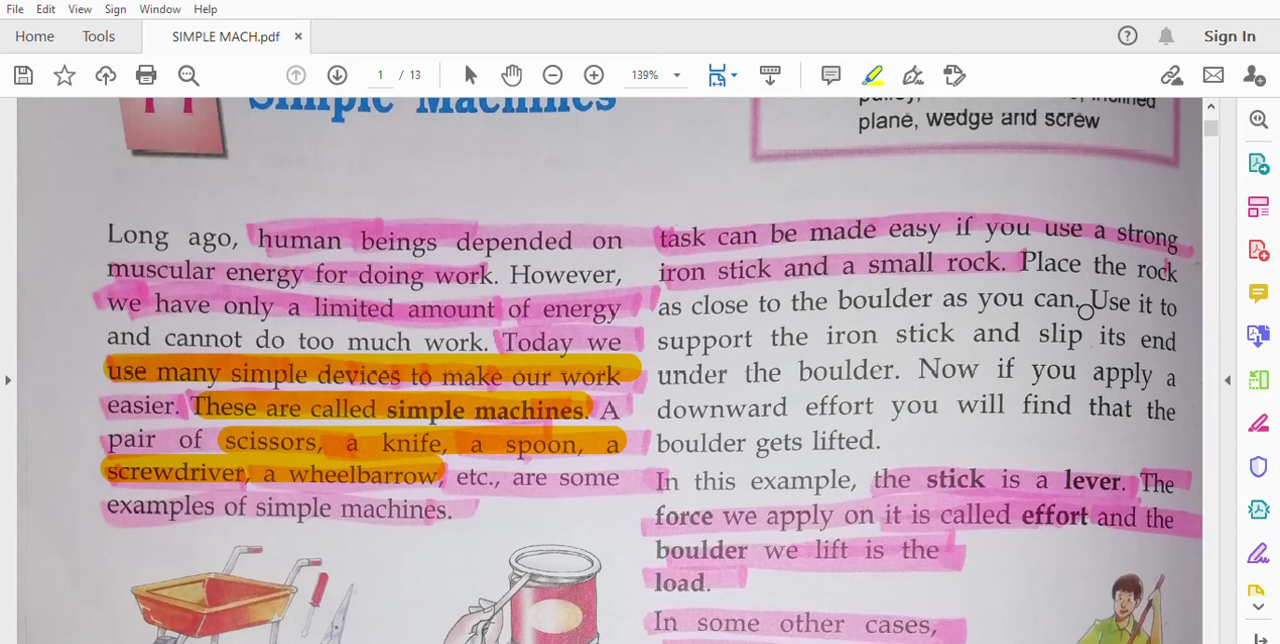 File Edit View Sign Window Help
Home Tools SIMPLE MACH.pdf × Sign In
1 / 13 139%
Simple Machines
plane, wedge and screw
Long ago, human beings depended on
muscular energy for doing work. However,
we have only a limited amount of energy
and cannot do too much work. Today we
use many simple devices to make our work
easier. These are called simple machines. A
pair of scissors, a knife, a spoon, a
screwdriver, a wheelbarrow, etc., are some
examples of simple machines.
task can be made easy if you use a strong
iron stick and a small rock. Place the rock
as close to the boulder as you can. Use it to
support the iron stick and slip its end
under the boulder. Now if you apply a
downward effort you will find that the
boulder gets lifted.
In this example, the stick is a lever. The
force we apply on it is called effort and the
boulder we lift is the
load.
In some other cases,